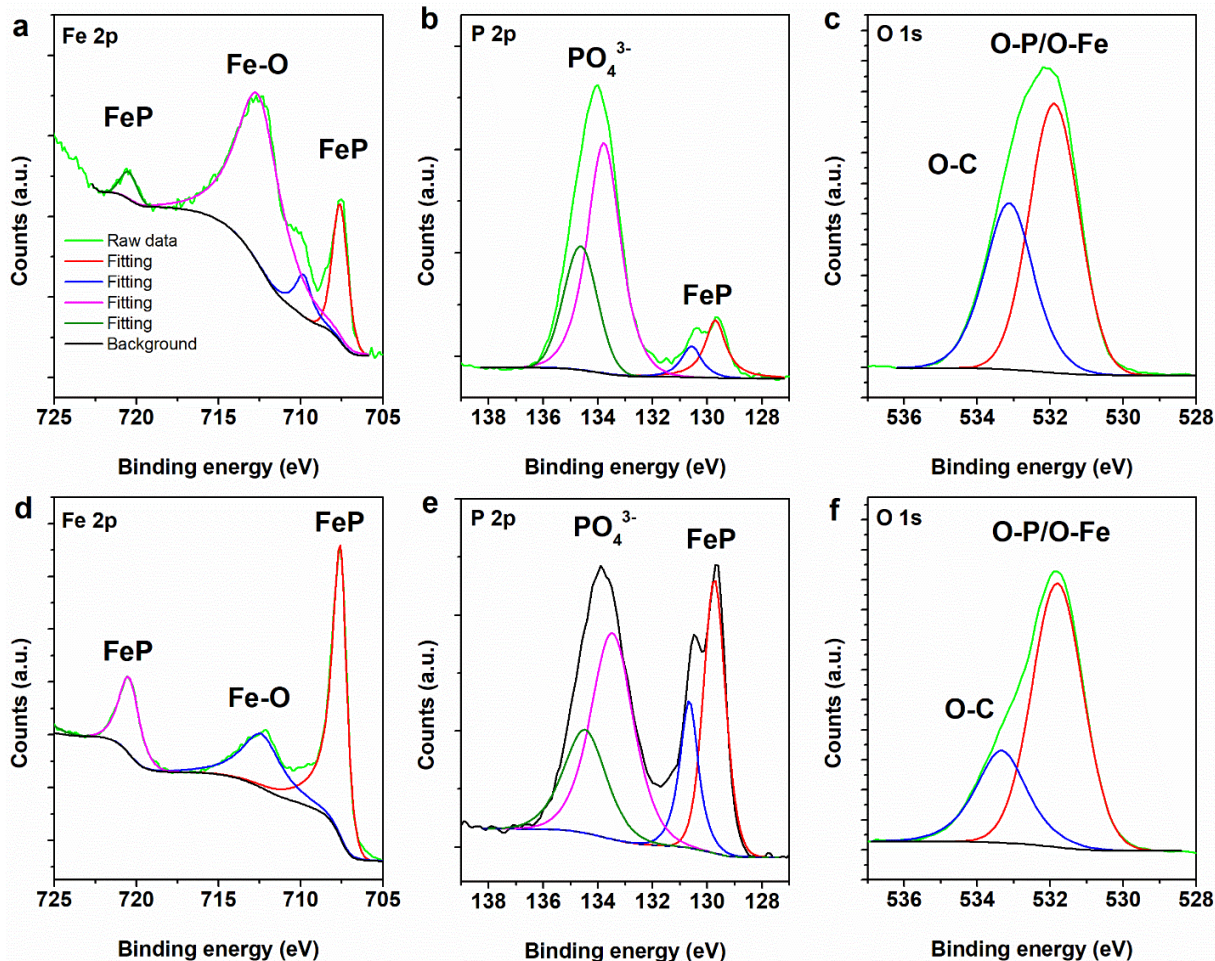 a
Fe 2p
FeP
Fe-O
FeP
Raw data
Fitting
Fitting
Fitting
Fitting
Background
Counts (a.u.)
725 720 715 710 705
Binding energy (eV)
b
P 2p
PO₄³⁻
FeP
Counts (a.u.)
138 136 134 132 130 128
Binding energy (eV)
c
O 1s
O-P/O-Fe
O-C
Counts (a.u.)
536 534 532 530 528
Binding energy (eV)
d
Fe 2p
FeP
FeP
Fe-O
Counts (a.u.)
725 720 715 710 705
Binding energy (eV)
e
PO₄³⁻
P 2p
FeP
Counts (a.u.)
138 136 134 132 130 128
Binding energy (eV)
f
O 1s
O-P/O-Fe
O-C
Counts (a.u.)
536 534 532 530 528
Binding energy (eV)